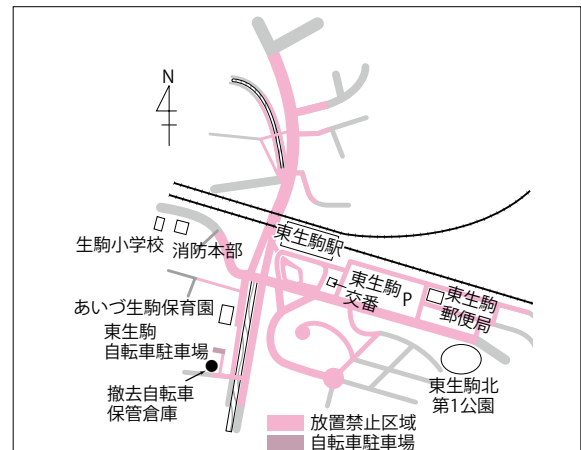 N
東生駒駅
生駒小学校
消防本部
東生駒
交番
P
東生駒
郵便局
あいづ生駒保育園
東生駒
自転車駐車場
撤去自転車
保管倉庫
東生駒北
第1公園
放置禁止区域
自転車駐車場